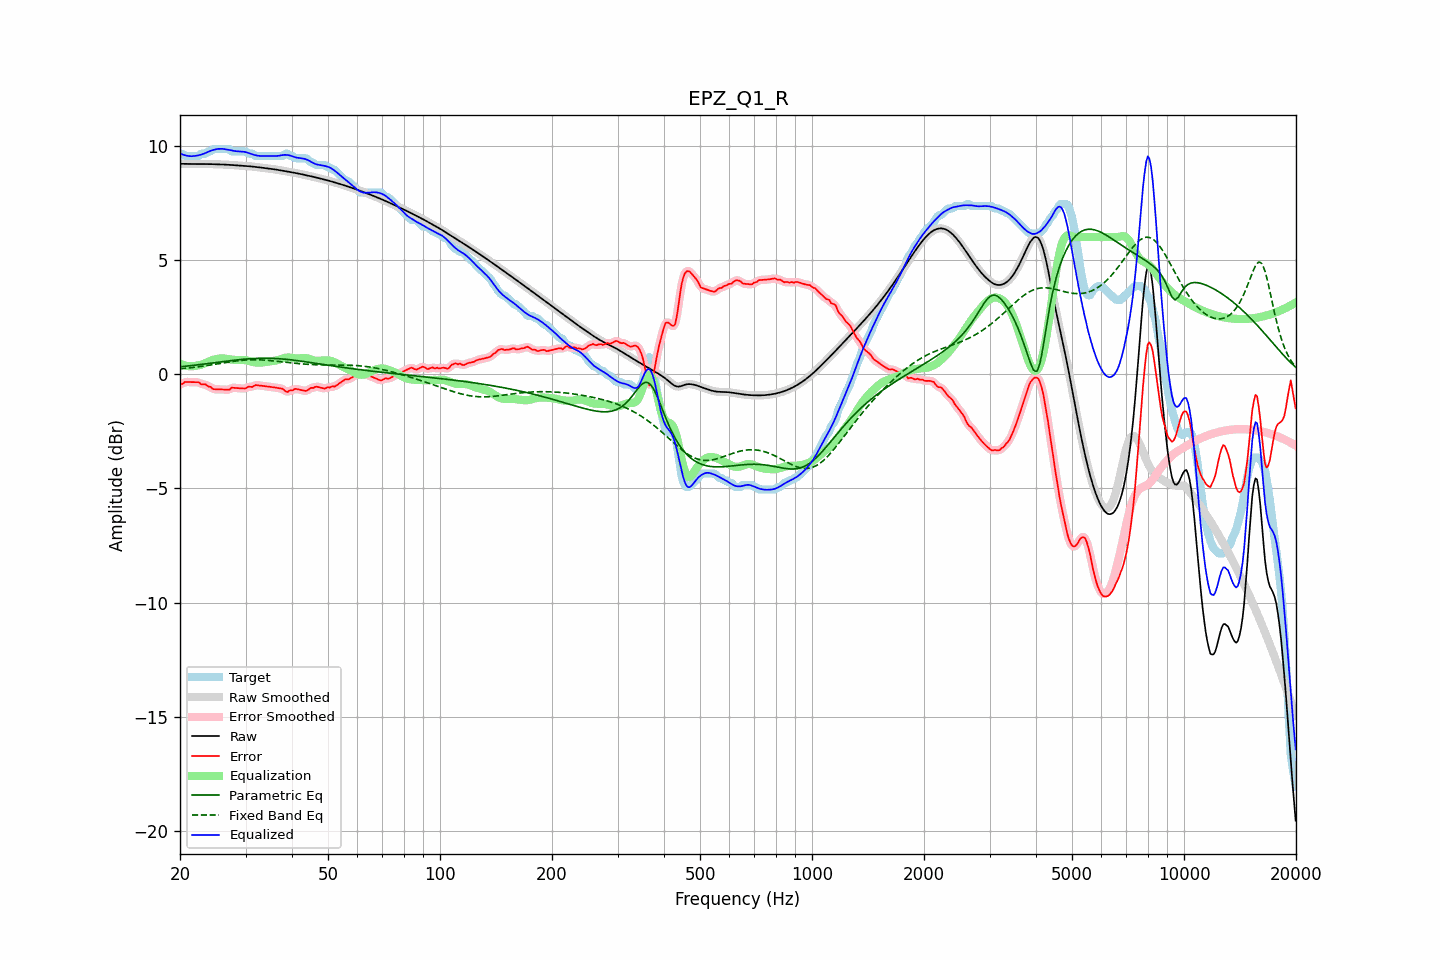 EPZ_Q1_R
10
5
0
−5
−10
−15
−20
Amplitude (dBr)
Target
Raw Smoothed
Error Smoothed
Raw
Error
Equalization
Parametric Eq
Fixed Band Eq
Equalized
20 50 100 200 500 1000 2000 5000 10000 20000
Frequency (Hz)